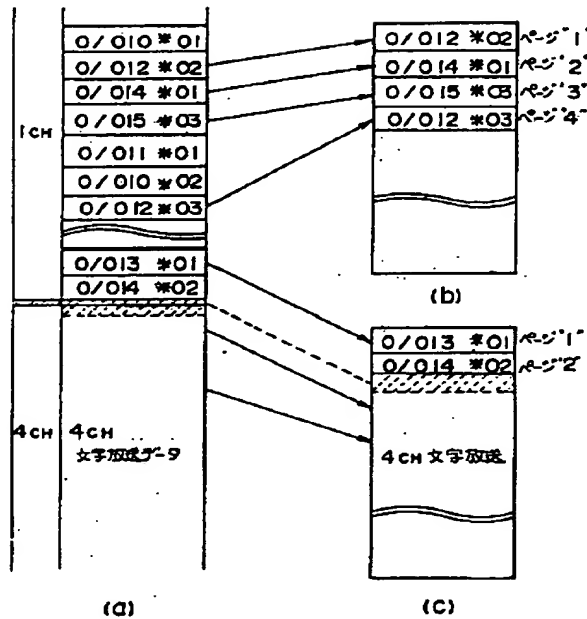 1CH
0/010 *01
0/012 *02
0/014 *01
0/015 *03
0/011 *01
0/010 *02
0/012 *03
0/013 *01
0/014 *02
4CH
4CH
文字放送データ
(a)
0/012 *02 ページ"1"
0/014 *01 ページ"2"
0/015 *03 ページ"3"
0/012 *03 ページ"4"
(b)
0/013 *01 ページ"1"
0/014 *02 ページ"2"
4CH 文字放送
(c)